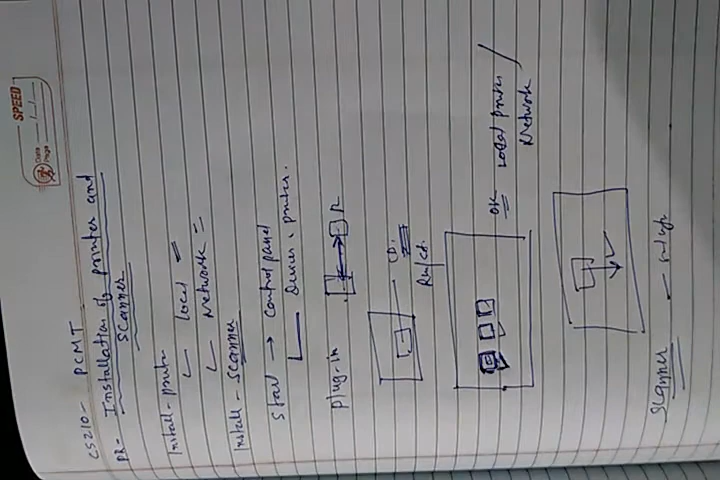 SPEED
Date
Page
CS210- PCMT
PR- Installation of printer and
scanner
Install - printer
Local
Network
Install - Scanner
Start → Control panel
Devices & printer.
Plug-in
CD.
OK Local printer /
Network
Scanner